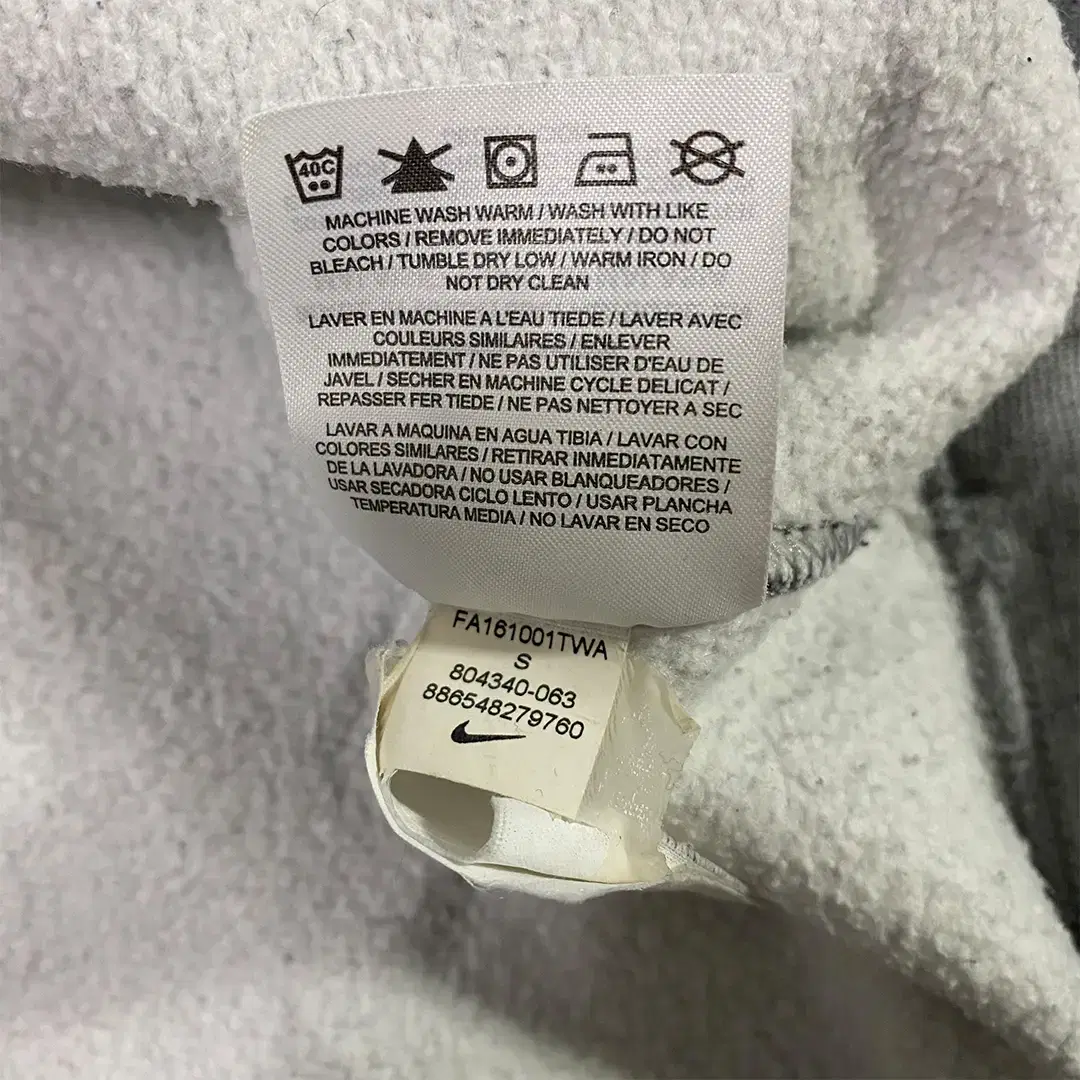 40C
MACHINE WASH WARM / WASH WITH LIKE
COLORS / REMOVE IMMEDIATELY / DO NOT
BLEACH / TUMBLE DRY LOW / WARM IRON / DO
NOT DRY CLEAN
LAVER EN MACHINE A L'EAU TIEDE / LAVER AVEC
COULEURS SIMILAIRES / ENLEVER
IMMEDIATEMENT / NE PAS UTILISER D'EAU DE
JAVEL / SECHER EN MACHINE CYCLE DELICAT /
REPASSER FER TIEDE / NE PAS NETTOYER A SEC
LAVAR A MAQUINA EN AGUA TIBIA / LAVAR CON
COLORES SIMILARES / RETIRAR INMEDIATAMENTE
DE LA LAVADORA / NO USAR BLANQUEADORES /
USAR SECADORA CICLO LENTO / USAR PLANCHA
TEMPERATURA MEDIA / NO LAVAR EN SECO
FA161001TWA
S
804340-063
886548279760